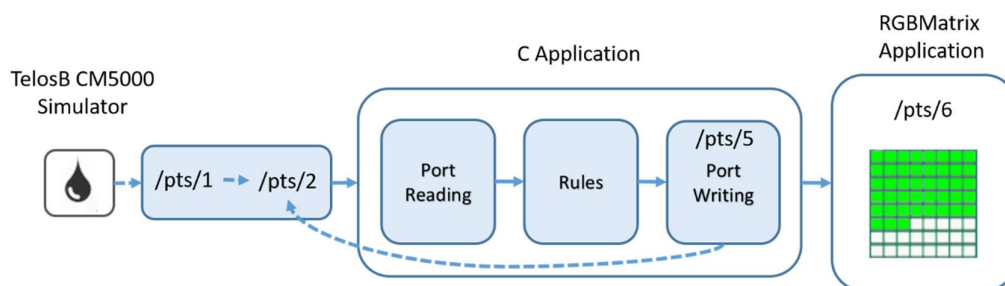 TelosB CM5000
Simulator
/pts/1
/pts/2
C Application
Port
Reading
Rules
/pts/5
Port
Writing
RGBMatrix
Application
/pts/6